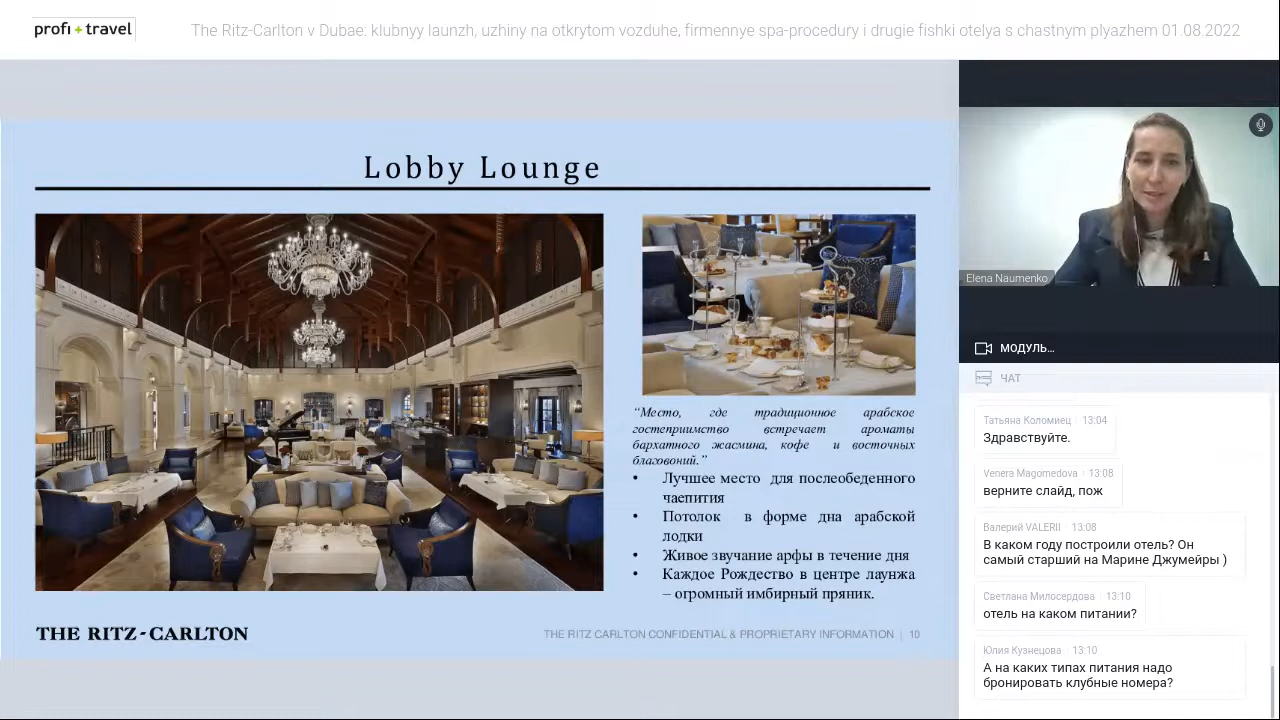 profi + travel
The Ritz-Carlton v Dubae: klubnyy launzh, uzhiny na otkrytom vozduhe, firmennye spa-procedury i drugie fishki otelya s chastnym plyazhem 01.08.2022
Lobby Lounge
“Место, где традиционное арабское
гостеприимство встречает ароматы
бархатного жасмина, кофе и восточных
благовоний.”
• Лучшее место для послеобеденного
чаепития
• Потолок в форме дна арабской
лодки
• Живое звучание арфы в течение дня
• Каждое Рождество в центре лаунжа
– огромный имбирный пряник.
THE RITZ-CARLTON
THE RITZ CARLTON CONFIDENTIAL & PROPRIETARY INFORMATION | 10
Elena Naumenko
МОДУЛЬ...
ЧАТ
Татьяна Коломиец 13:04
Здравствуйте.
Venera Magomedova 13:08
верните слайд, пож
Валерий VALERII 13:08
В каком году построили отель? Он
самый старший на Марине Джумейры )
Светлана Милосердова 13:10
отель на каком питании?
Юлия Кузнецова 13:10
А на каких типах питания надо
бронировать клубные номера?